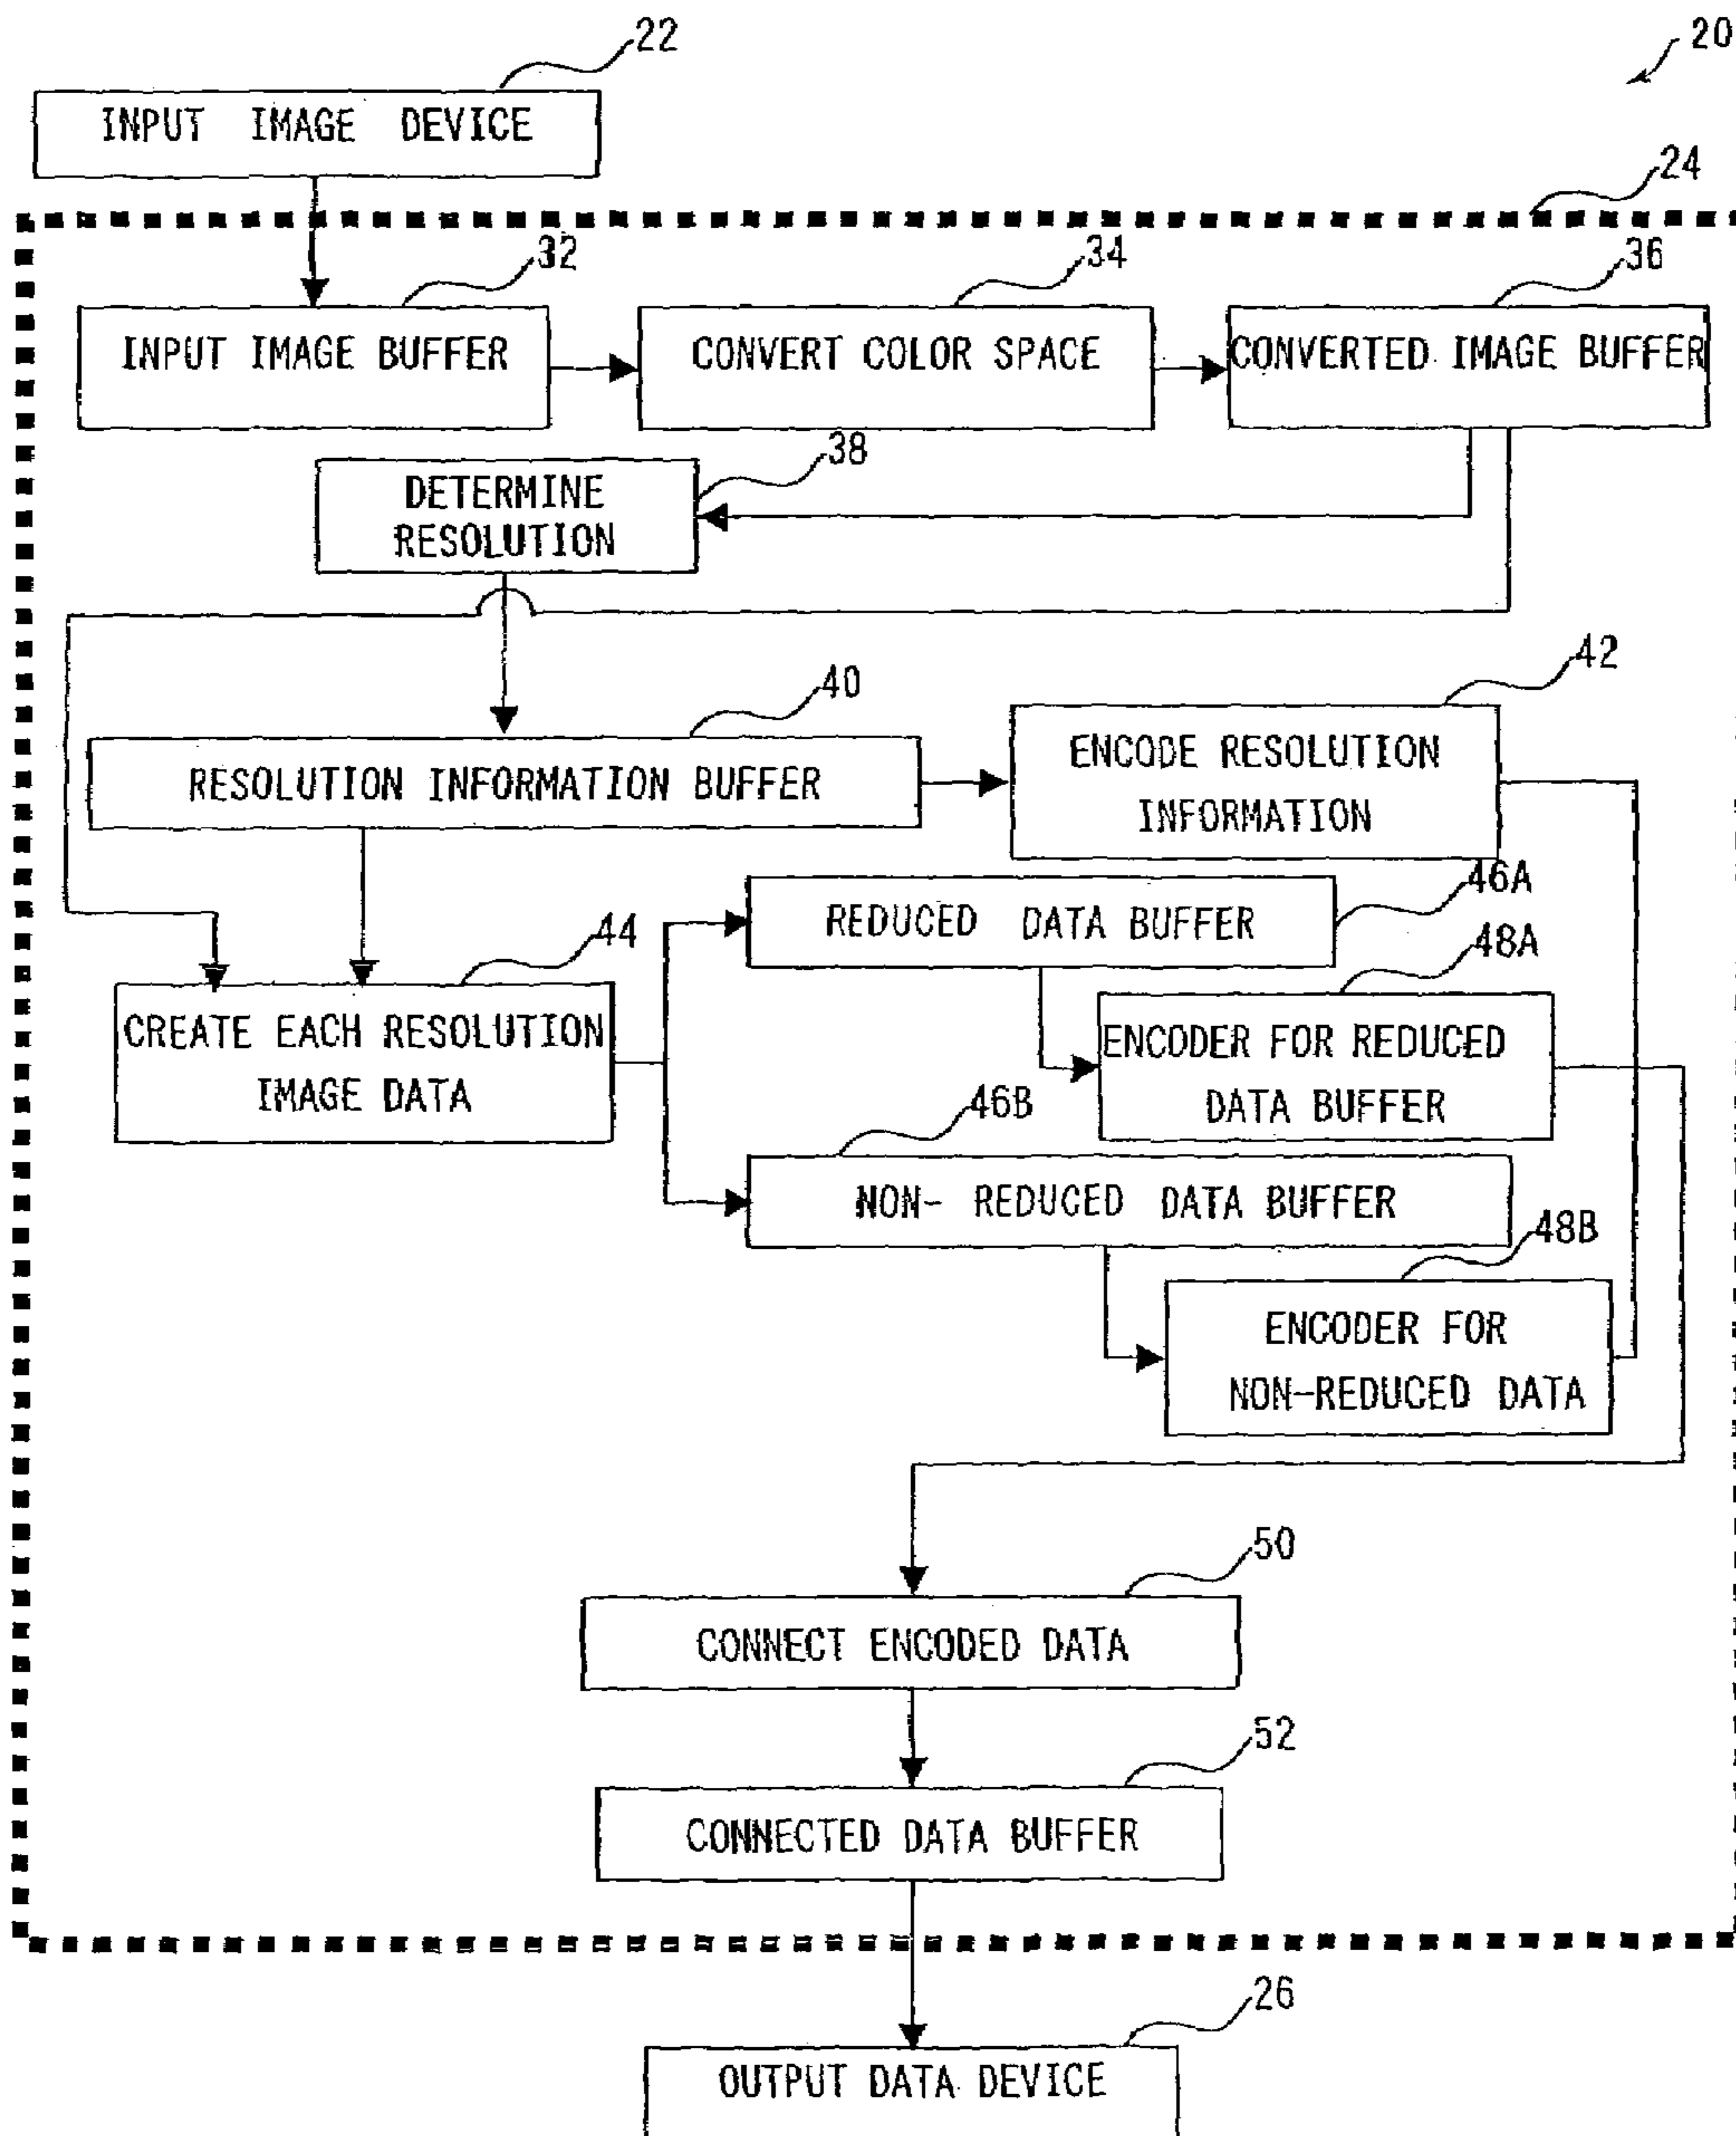 22
20
INPUT IMAGE DEVICE
24
32
34
36
INPUT IMAGE BUFFER
CONVERT COLOR SPACE
CONVERTED IMAGE BUFFER
38
DETERMINE
RESOLUTION
42
40
ENCODE RESOLUTION
INFORMATION
RESOLUTION INFORMATION BUFFER
46A
REDUCED DATA BUFFER
44
48A
CREATE EACH RESOLUTION
IMAGE DATA
ENCODER FOR REDUCED
DATA BUFFER
46B
NON- REDUCED DATA BUFFER
48B
ENCODER FOR
NON-REDUCED DATA
50
CONNECT ENCODED DATA
52
CONNECTED DATA BUFFER
26
OUTPUT DATA DEVICE